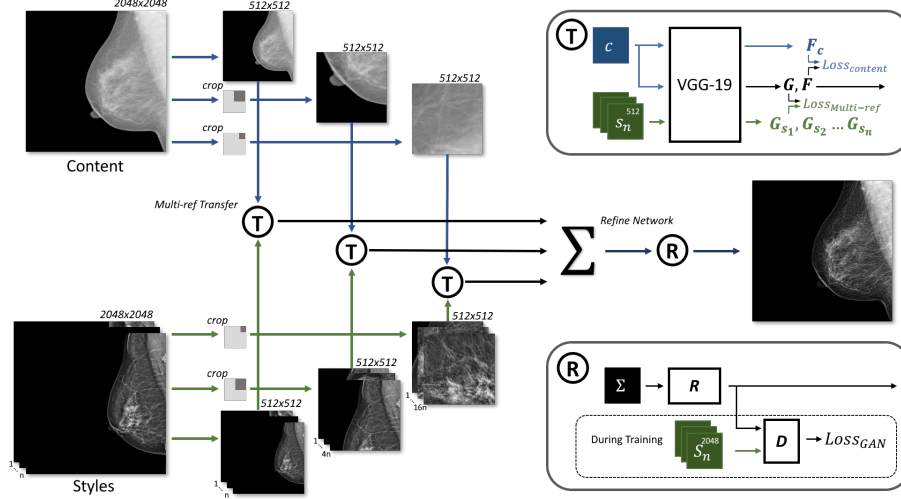 2048x2048
512x512
512x512
512x512
crop
crop
Content
Multi-ref Transfer
T
T
T
Σ
Refine Network
R
2048x2048
crop
crop
512x512
512x512
512x512
1
n
1
4n
1
16n
Styles
T
C
VGG-19
F_c
Loss_content
G, F
Loss_Multi-ref
S_n^512
G_s1, G_s2 ... G_sn
R
Σ
R
During Training
S_n^2048
D
Loss_GAN